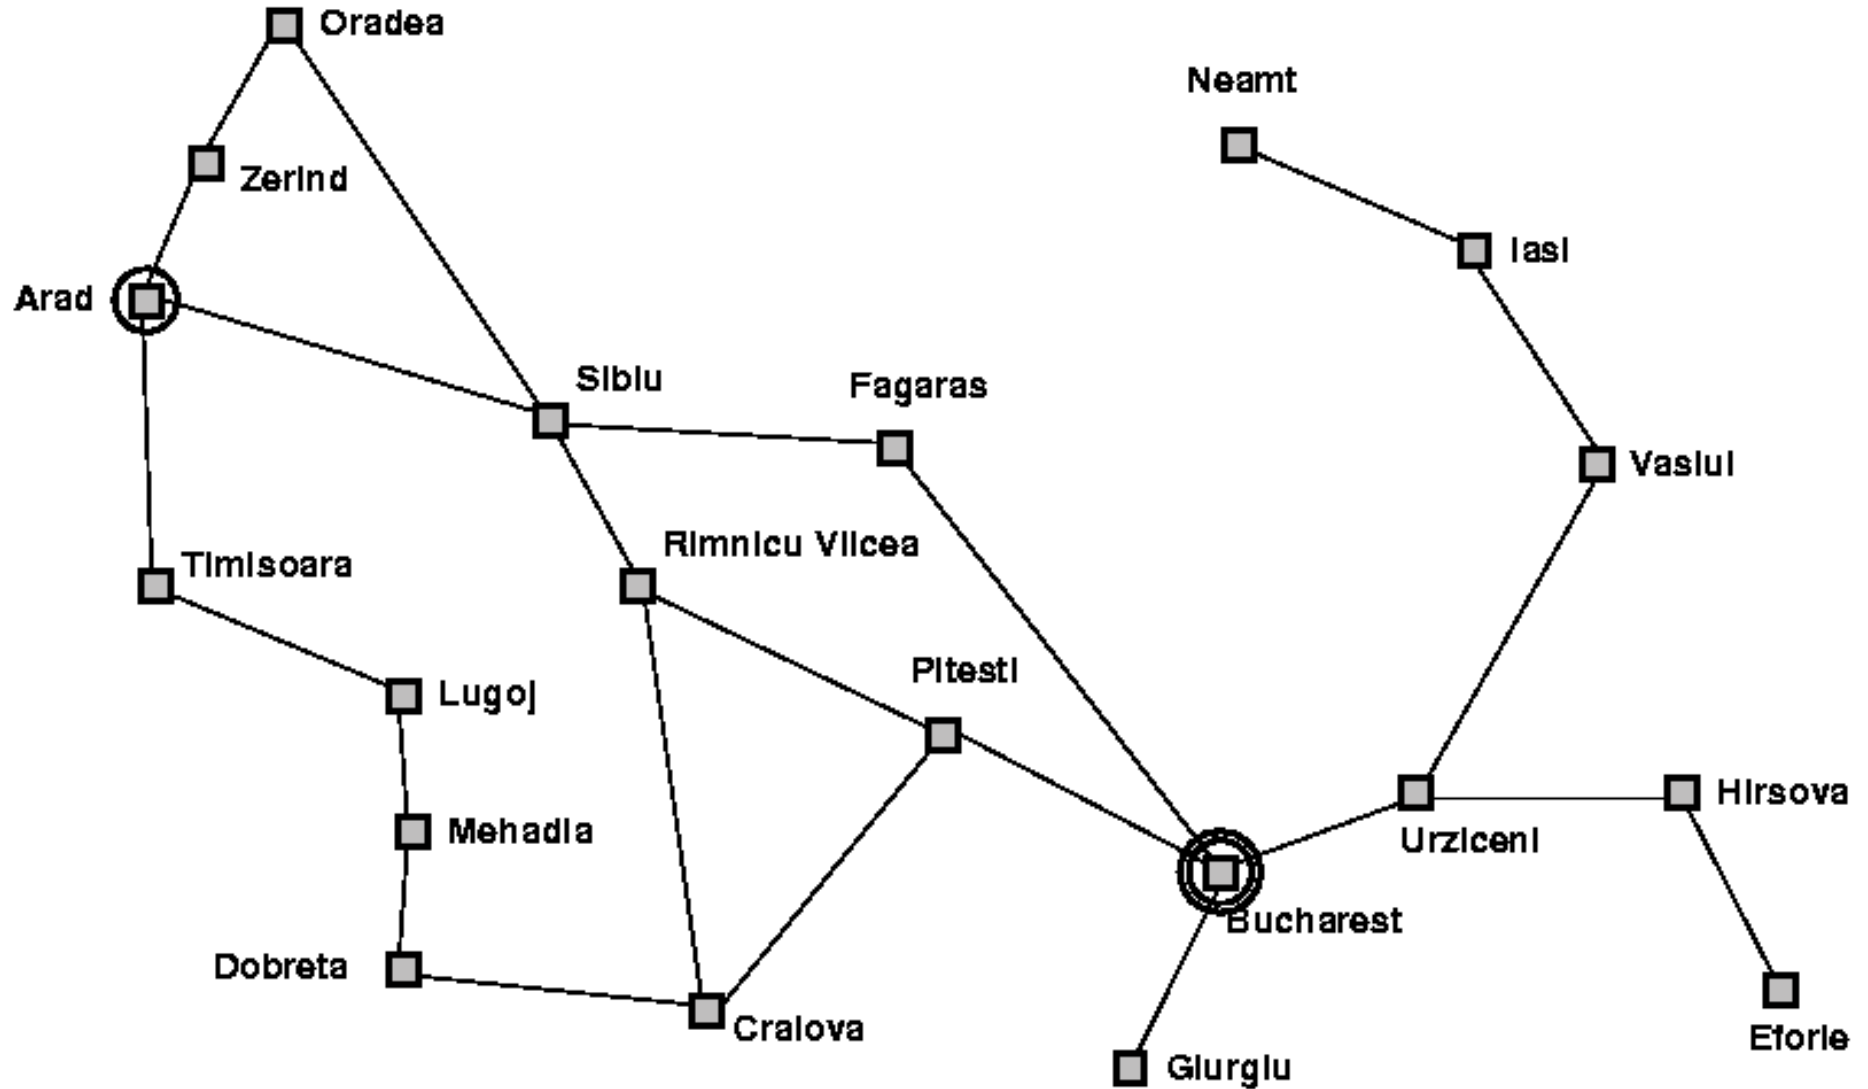 Oradea
Neamt
Zerind
Iasi
Arad
Sibiu
Fagaras
Vaslui
Rimnicu Vilcea
Timisoara
Pitesti
Lugoj
Hirsova
Mehadia
Urziceni
Bucharest
Dobreta
Craiova
Eforie
Giurgiu